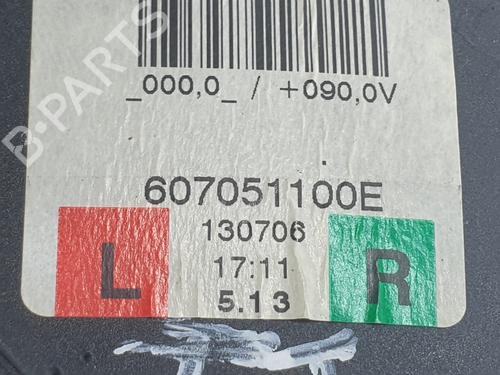 B-PARTS
_000,0_ / +090,0V
607051100E
130706
L
17:11
R
5.13